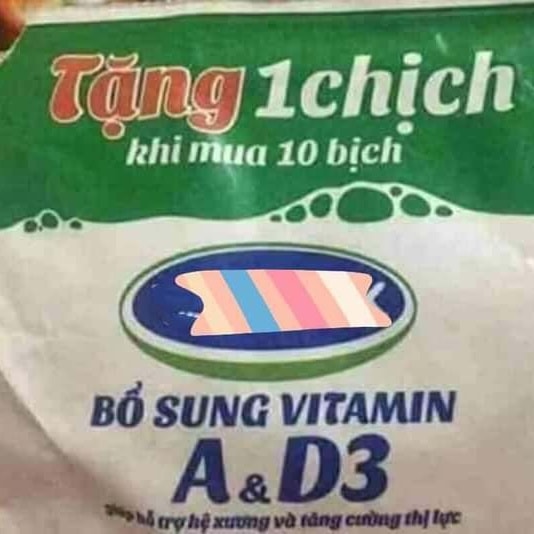 Tặng 1chịch
khi mua 10 bịch
BỔ SUNG VITAMIN
A & D3
giúp hỗ trợ hệ xương và tăng cường thị lực